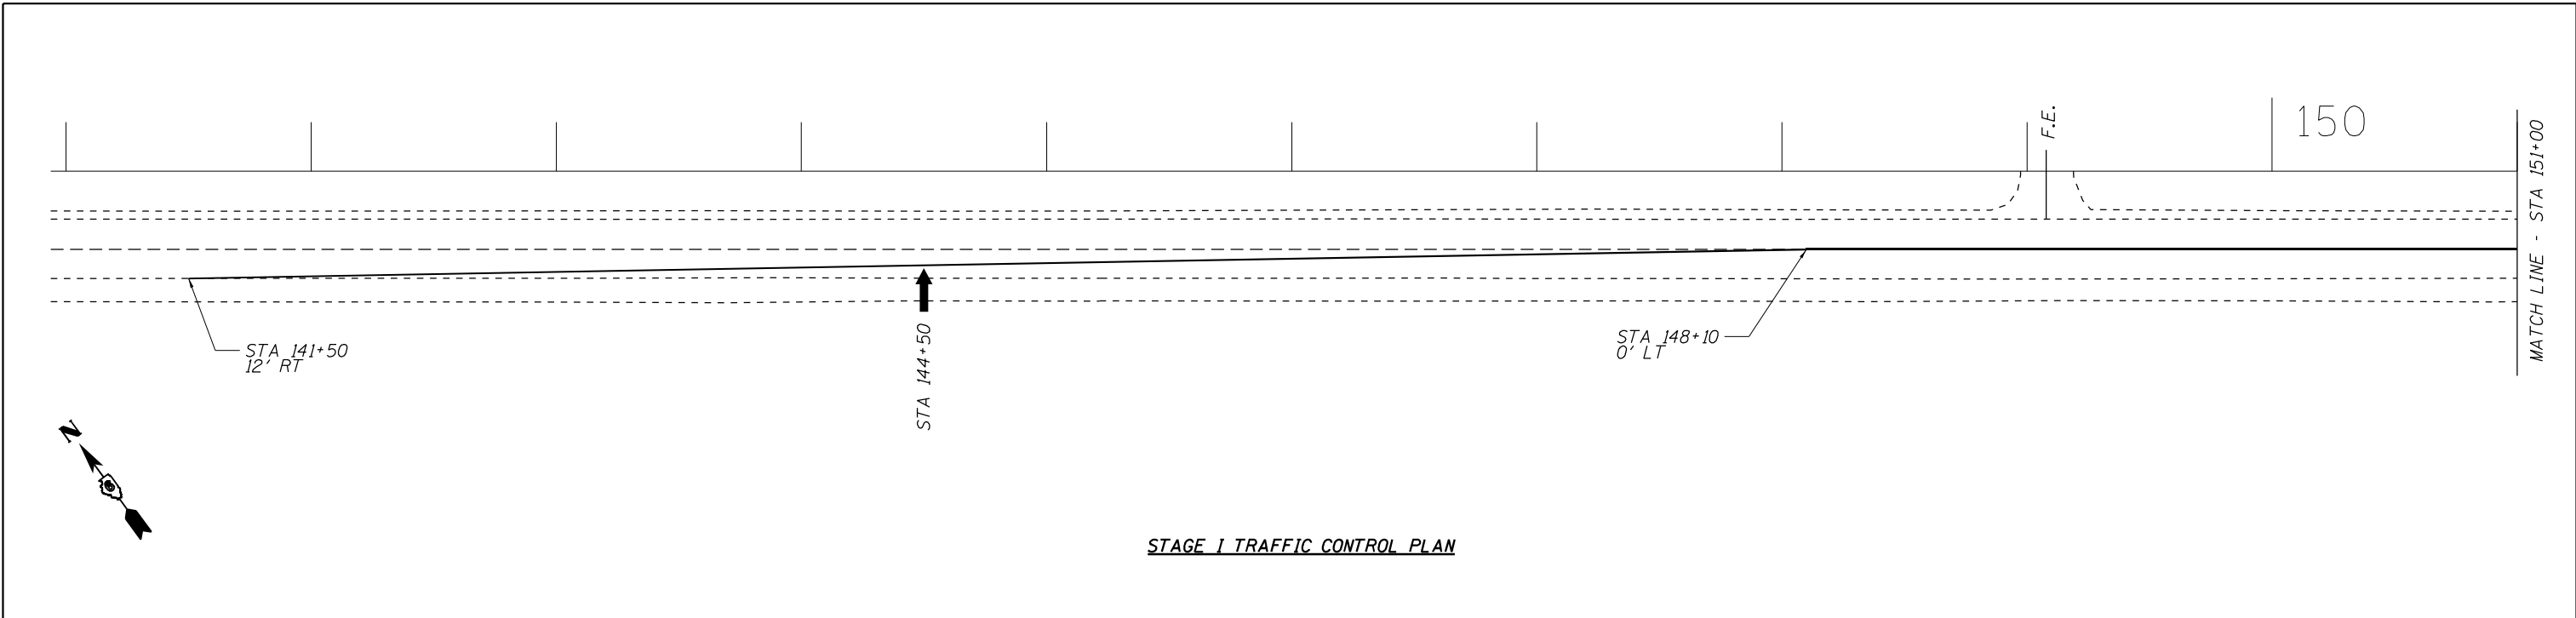 F.E.
150
MATCH LINE - STA 151+00
STA 141+50
12' RT
STA 144+50
STA 148+10
0' LT
N
STAGE I TRAFFIC CONTROL PLAN